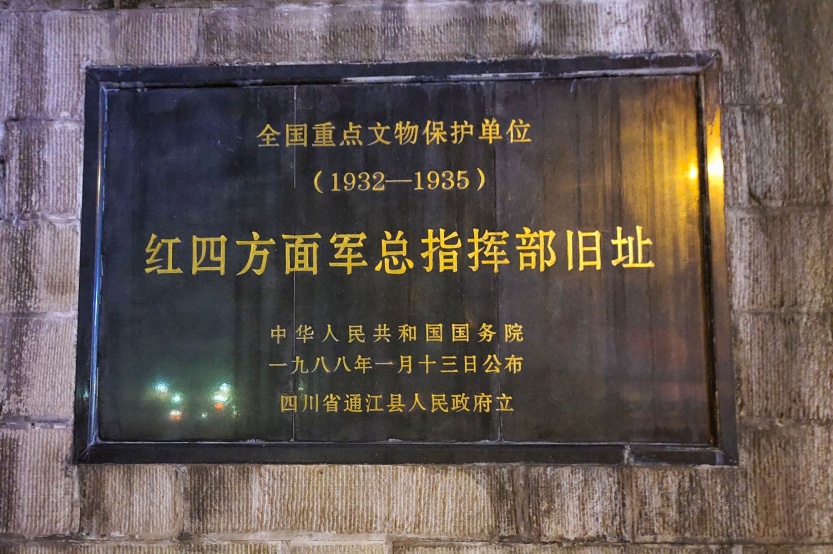 全国重点文物保护单位
（1932—1935）
红四方面军总指挥部旧址
中华人民共和国国务院
一九八八年一月十三日公布
四川省通江县人民政府立